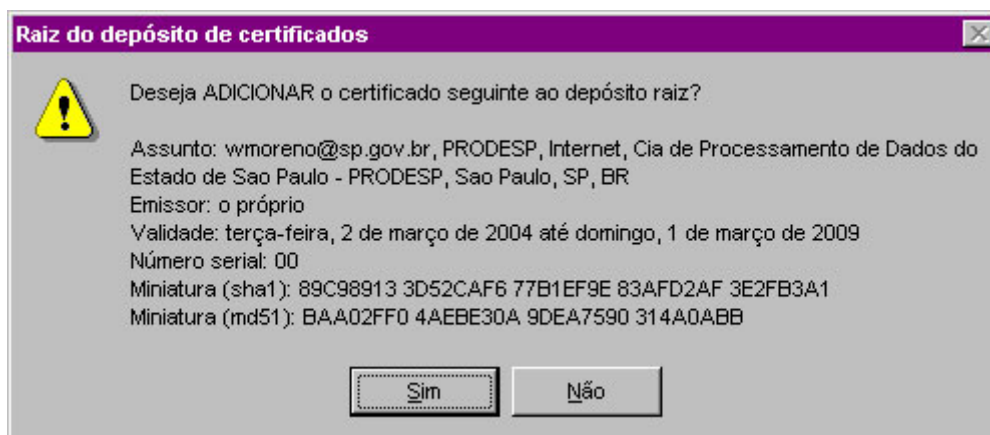 Raiz do depósito de certificados
Deseja ADICIONAR o certificado seguinte ao depósito raiz?
Assunto: wmoreno@sp.gov.br, PRODESP, Internet, Cia de Processamento de Dados do
Estado de Sao Paulo - PRODESP, Sao Paulo, SP, BR
Emissor: o próprio
Validade: terça-feira, 2 de março de 2004 até domingo, 1 de março de 2009
Número serial: 00
Miniatura (sha1): 89C98913 3D52CAF6 77B1EF9E 83AFD2AF 3E2FB3A1
Miniatura (md51): BAA02FF0 4AEBE30A 9DEA7590 314A0ABB
Sim Não